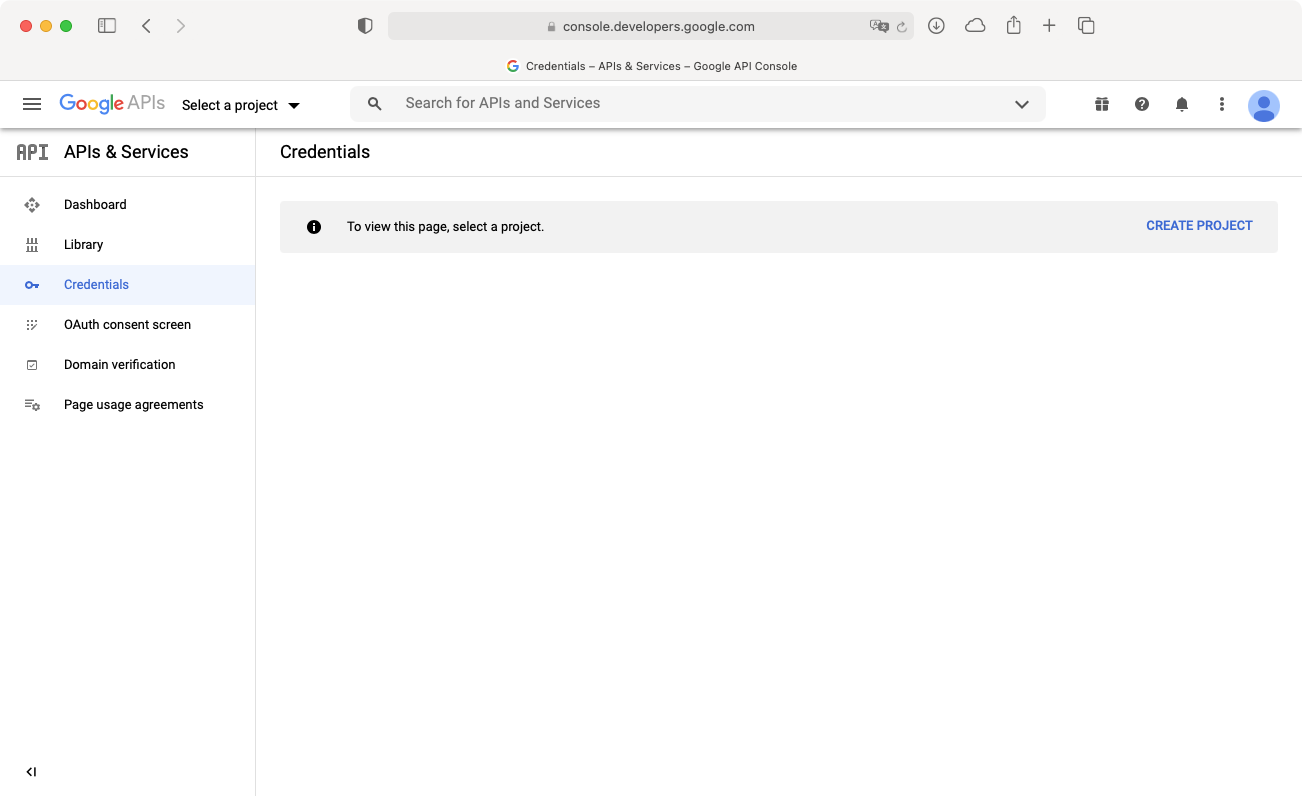 console.developers.google.com
Credentials – APIs & Services – Google API Console
Google APIs
Select a project
Search for APIs and Services
API
APIs & Services
Credentials
Dashboard
Library
Credentials
OAuth consent screen
Domain verification
Page usage agreements
To view this page, select a project.
CREATE PROJECT